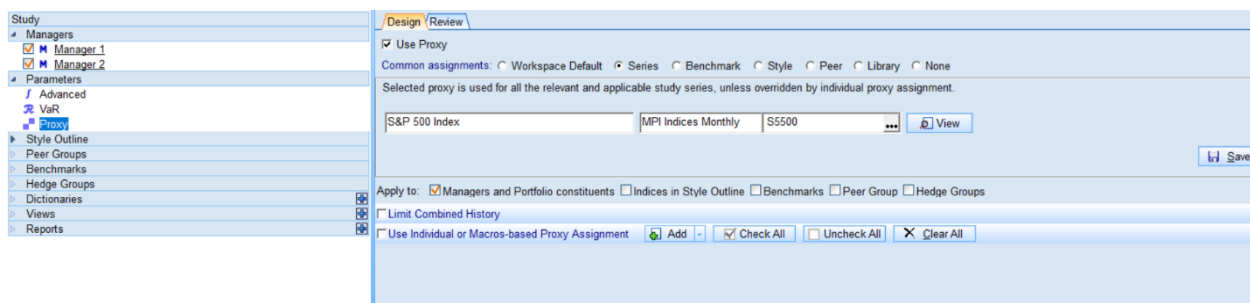 Study
Managers
M Manager 1
M Manager 2
Parameters
Advanced
VaR
Proxy
Style Outline
Peer Groups
Benchmarks
Hedge Groups
Dictionaries
Views
Reports
Design Review
Use Proxy
Common assignments: Workspace Default Series Benchmark Style Peer Library None
Selected proxy is used for all the relevant and applicable study series, unless overridden by individual proxy assignment.
S&P 500 Index MPI Indices Monthly S5500 ... View
Save
Apply to: Managers and Portfolio constituents Indices in Style Outline Benchmarks Peer Group Hedge Groups
Limit Combined History
Use Individual or Macros-based Proxy Assignment Add Check All Uncheck All Clear All